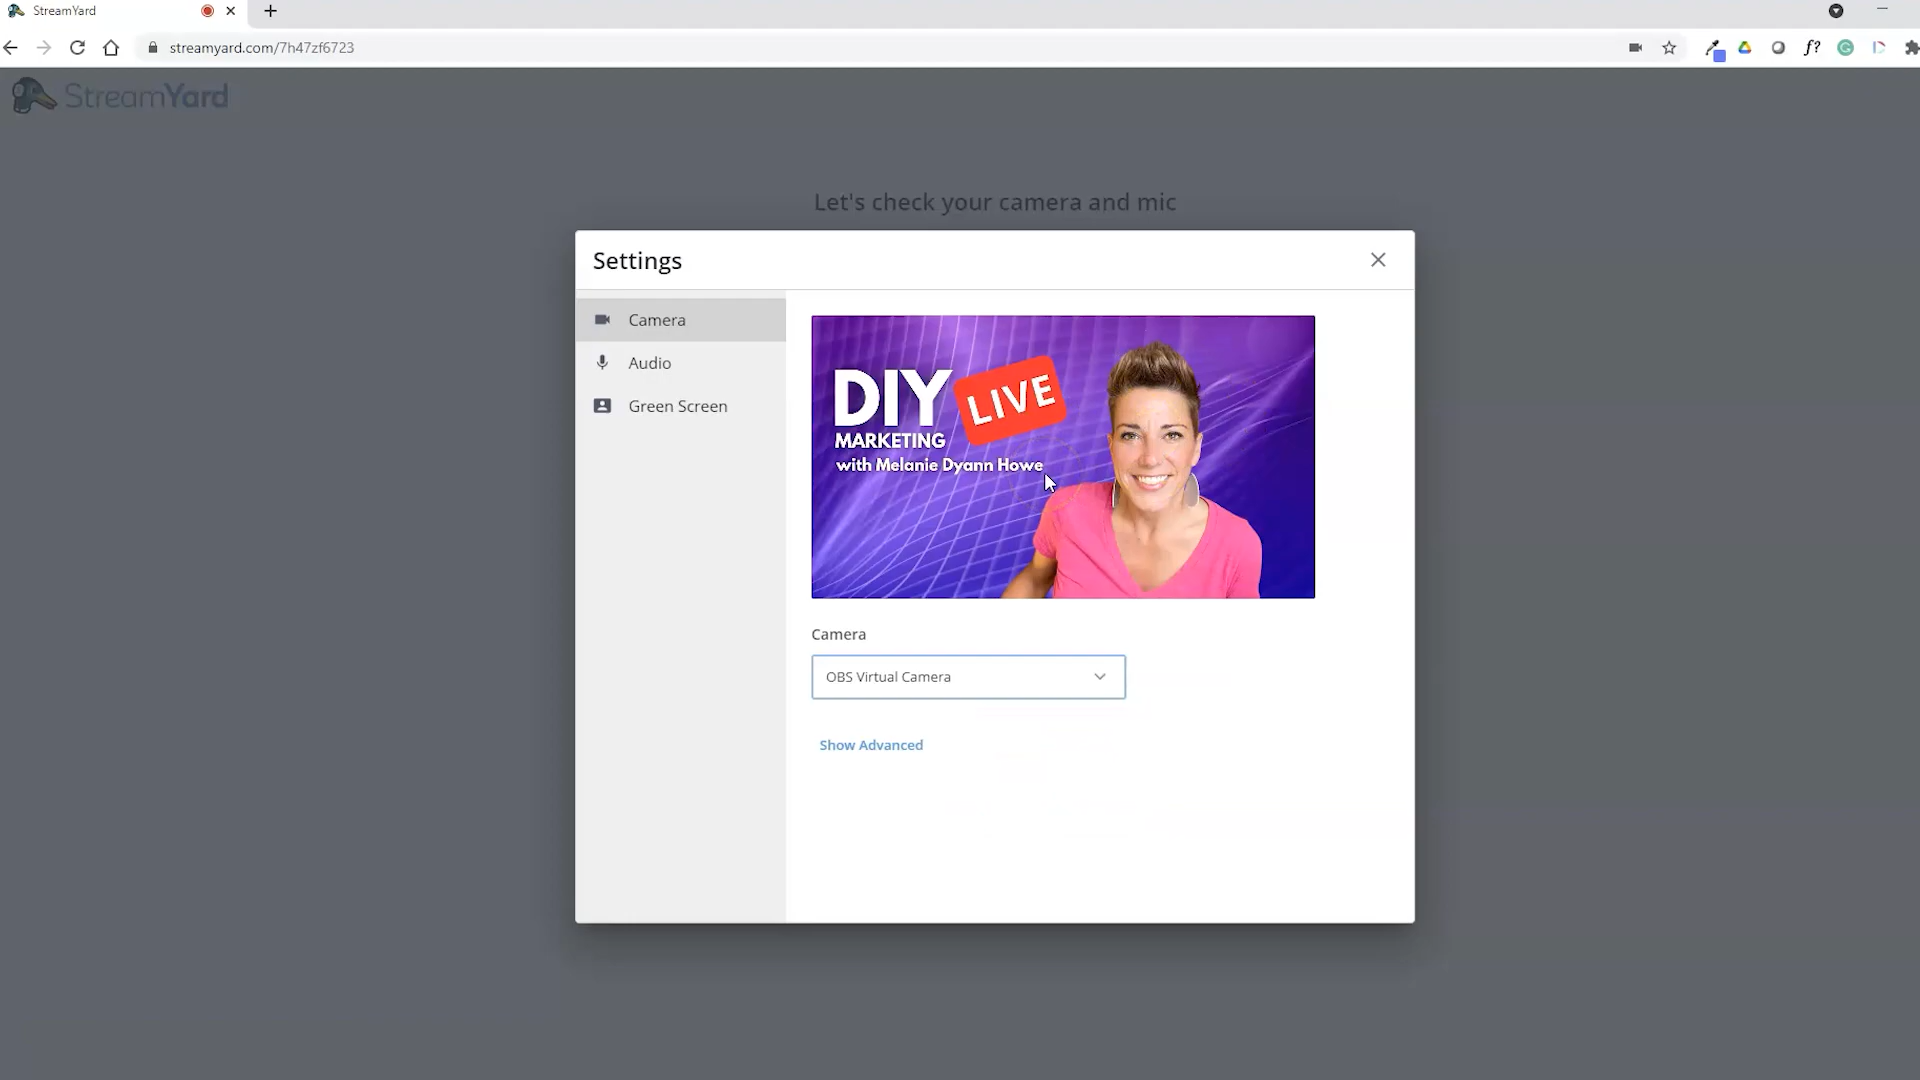 StreamYard
streamyard.com/7h47zf6723
f?
StreamYard
Let's check your camera and mic
Settings
Camera
Audio
Green Screen
DIY LIVE
MARKETING
with Melanie Dyann Howe
Camera
OBS Virtual Camera
Show Advanced